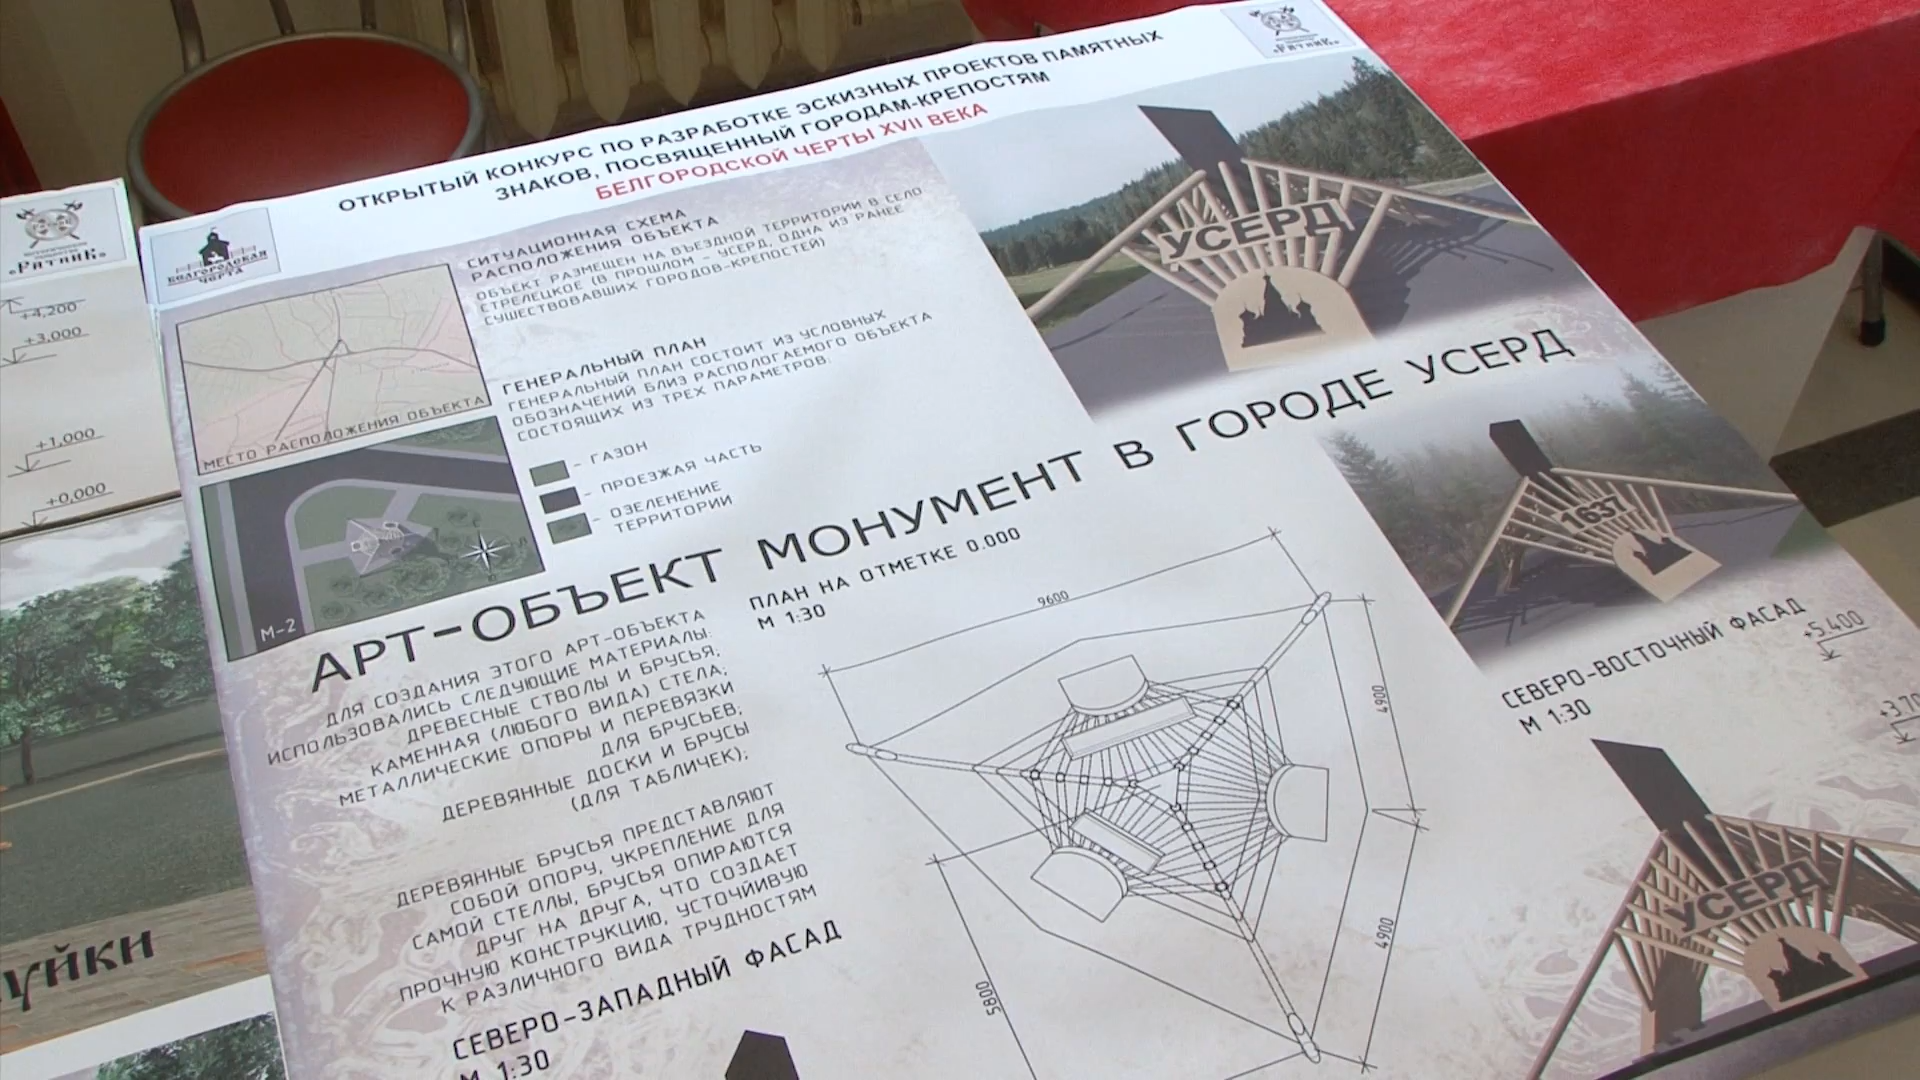 ОТКРЫТЫЙ КОНКУРС ПО РАЗРАБОТКЕ ЭСКИЗНЫХ ПРОЕКТОВ ПАМЯТНЫХ
ЗНАКОВ, ПОСВЯЩЕННЫЙ ГОРОДАМ-КРЕПОСТЯМ
БЕЛГОРОДСКОЙ ЧЕРТЫ XVII ВЕКА
«РАТНИК»
«РАТНИК»
БЕЛГОРОДСКАЯ
ЧЕРТА
+4,200
+3,000
+1,000
+0,000
СИТУАЦИОННАЯ СХЕМА
РАСПОЛОЖЕНИЯ ОБЪЕКТА
ОБЪЕКТ РАЗМЕЩЕН НА ВЪЕЗДНОЙ ТЕРРИТОРИИ В СЕЛО
СТРЕЛЕЦКОЕ (В ПРОШЛОМ - УСЕРД, ОДНА ИЗ РАНЕЕ
СУЩЕСТВОВАВШИХ ГОРОДОВ-КРЕПОСТЕЙ)
МЕСТО РАСПОЛОЖЕНИЯ ОБЪЕКТА
ГЕНЕРАЛЬНЫЙ ПЛАН
ГЕНЕРАЛЬНЫЙ ПЛАН СОСТОИТ ИЗ УСЛОВНЫХ
ОБОЗНАЧЕНИЙ БЛИЗ РАСПОЛОГАЕМОГО ОБЪЕКТА
СОСТОЯЩИХ ИЗ ТРЕХ ПАРАМЕТРОВ:
- ГАЗОН
- ПРОЕЗЖАЯ ЧАСТЬ
- ОЗЕЛЕНЕНИЕ
ТЕРРИТОРИИ
М-2
УСЕРД
АРТ-ОБЪЕКТ МОНУМЕНТ В ГОРОДЕ УСЕРД
1637
ДЛЯ СОЗДАНИЯ ЭТОГО АРТ-ОБЪЕКТА
ИСПОЛЬЗОВАЛИСЬ СЛЕДУЮЩИЕ МАТЕРИАЛЫ:
ДРЕВЕСНЫЕ СТВОЛЫ И БРУСЬЯ;
КАМЕННАЯ (ЛЮБОГО ВИДА) СТЕЛА;
МЕТАЛЛИЧЕСКИЕ ОПОРЫ И ПЕРЕВЯЗКИ
ДЛЯ БРУСЬЕВ;
ДЕРЕВЯННЫЕ ДОСКИ И БРУСЫ
(ДЛЯ ТАБЛИЧЕК);
ДЕРЕВЯННЫЕ БРУСЬЯ ПРЕДСТАВЛЯЮТ
СОБОЙ ОПОРУ, УКРЕПЛЕНИЕ ДЛЯ
САМОЙ СТЕЛЛЫ, БРУСЬЯ ОПИРАЮТСЯ
ДРУГ НА ДРУГА, ЧТО СОЗДАЕТ
ПРОЧНУЮ КОНСТРУКЦИЮ, УСТОЧЙИВУЮ
К РАЗЛИЧНОГО ВИДА ТРУДНОСТЯМ
ПЛАН НА ОТМЕТКЕ 0.000
М 1:30
9600
4900
4900
5800
СЕВЕРО-ВОСТОЧНЫЙ ФАСАД
М 1:30
+5.400
+3.70
УСЕРД
СЕВЕРО-ЗАПАДНЫЙ ФАСАД
М 1:30
уйки